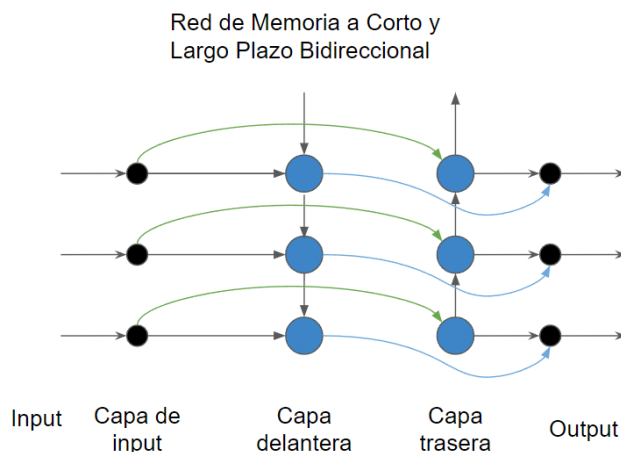 Red de Memoria a Corto y
Largo Plazo Bidireccional
Input
Capa de
input
Capa
delantera
Capa
trasera
Output